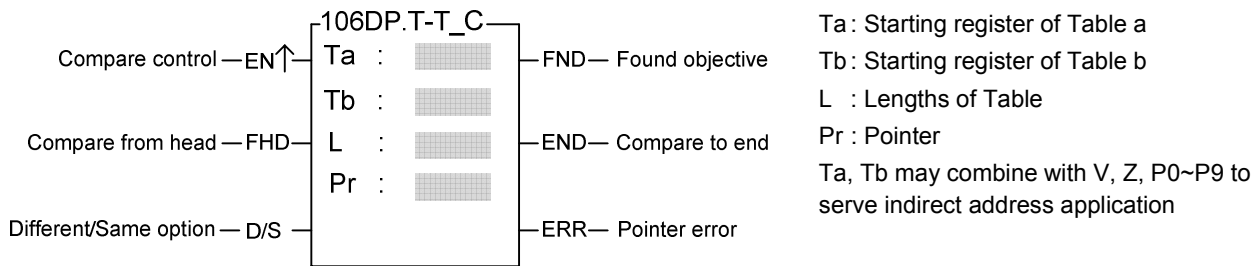 106DP.T-T_C
Compare control EN↑ Ta : FND Found objective
Tb :
Compare from head FHD L : END Compare to end
Pr :
Different/Same option D/S ERR Pointer error
Ta : Starting register of Table a
Tb : Starting register of Table b
L : Lengths of Table
Pr : Pointer
Ta, Tb may combine with V, Z, P0~P9 to
serve indirect address application